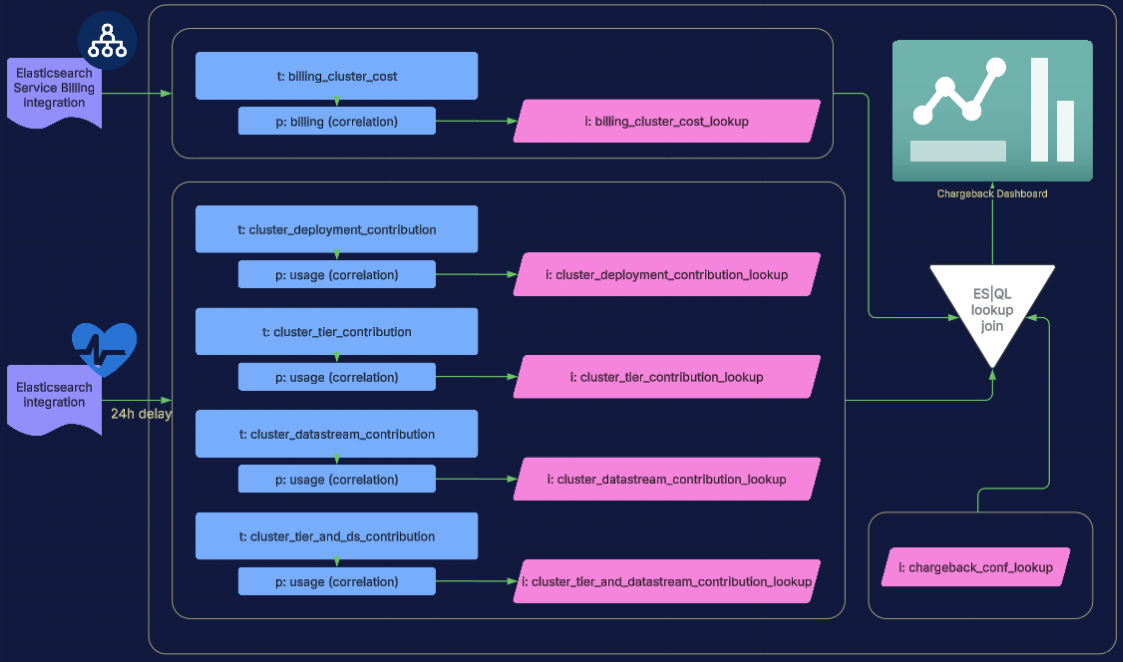 Elasticsearch
Service Billing
integration
t: billing_cluster_cost
p: billing (correlation)
i: billing_cluster_cost_lookup
Chargeback Dashboard
t: cluster_deployment_contribution
p: usage (correlation)
i: cluster_deployment_contribution_lookup
ES|QL
lookup
join
t: cluster_tier_contribution
p: usage (correlation)
i: cluster_tier_contribution_lookup
Elasticsearch
integration
24h delay
t: cluster_datastream_contribution
p: usage (correlation)
i: cluster_datastream_contribution_lookup
t: cluster_tier_and_ds_contribution
p: usage (correlation)
i: cluster_tier_and_datastream_contribution_lookup
i: chargeback_conf_lookup